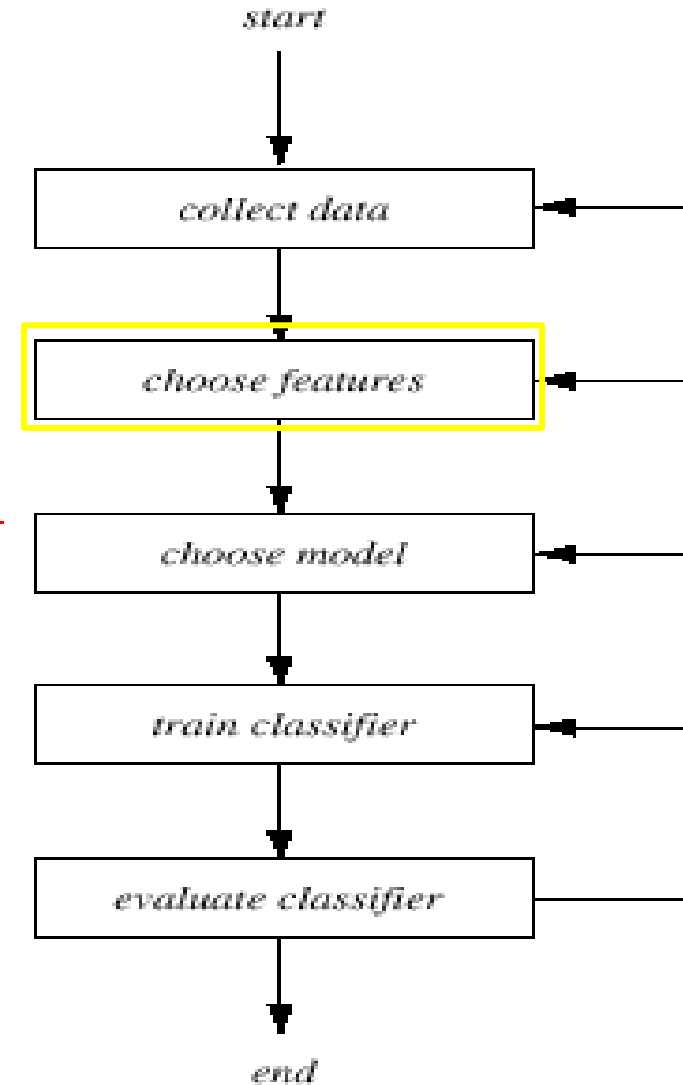 start
collect data
choose features
choose model
train classifier
evaluate classifier
end